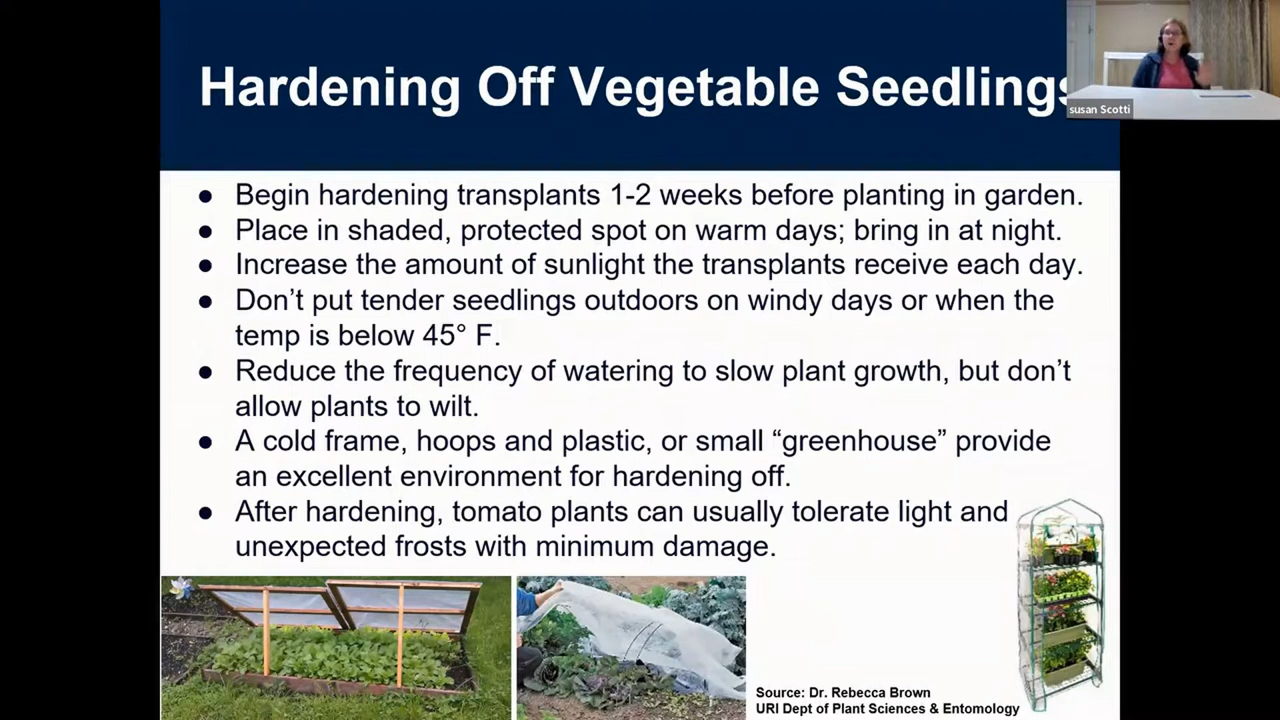 Hardening Off Vegetable Seedlings
susan Scotti
● Begin hardening transplants 1-2 weeks before planting in garden.
● Place in shaded, protected spot on warm days; bring in at night.
● Increase the amount of sunlight the transplants receive each day.
● Don’t put tender seedlings outdoors on windy days or when the
temp is below 45° F.
● Reduce the frequency of watering to slow plant growth, but don’t
allow plants to wilt.
● A cold frame, hoops and plastic, or small “greenhouse” provide
an excellent environment for hardening off.
● After hardening, tomato plants can usually tolerate light and
unexpected frosts with minimum damage.
Source: Dr. Rebecca Brown
URI Dept of Plant Sciences & Entomology